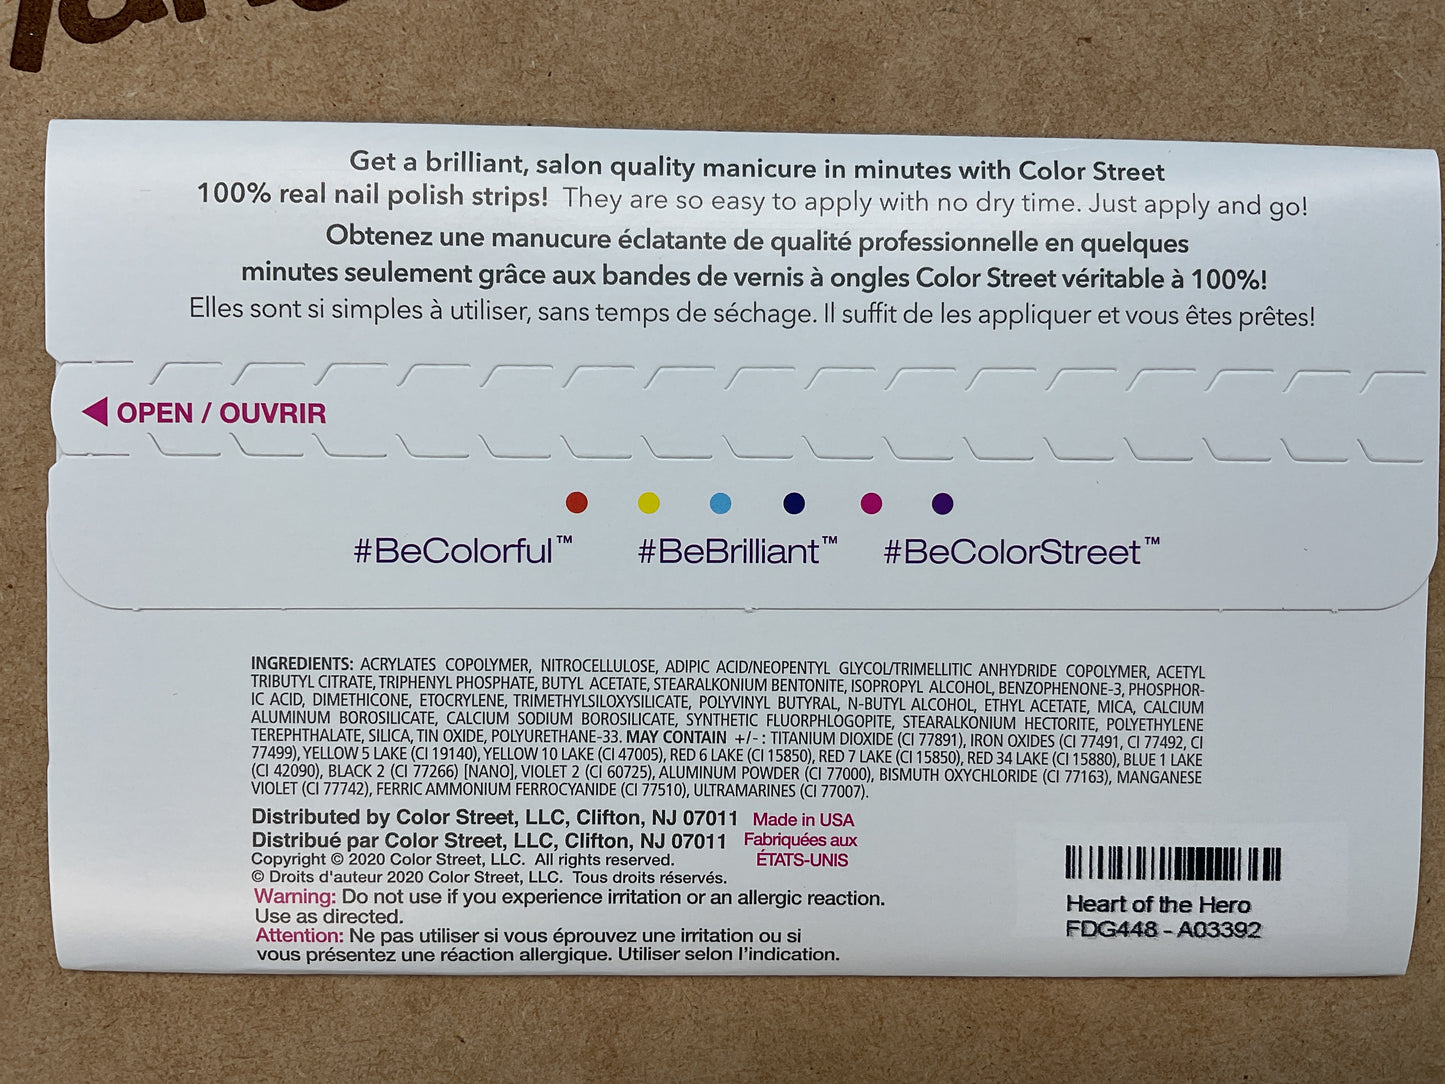 Get a brilliant, salon quality manicure in minutes with Color Street
100% real nail polish strips! They are so easy to apply with no dry time. Just apply and go!
Obtenez une manucure éclatante de qualité professionnelle en quelques
minutes seulement grâce aux bandes de vernis à ongles Color Street véritable à 100%!
Elles sont si simples à utiliser, sans temps de séchage. Il suffit de les appliquer et vous êtes prêtes!
OPEN / OUVRIR
#BeColorful™ #BeBrilliant™ #BeColorStreet™
INGREDIENTS: ACRYLATES COPOLYMER, NITROCELLULOSE, ADIPIC ACID/NEOPENTYL GLYCOL/TRIMELLITIC ANHYDRIDE COPOLYMER, ACETYL
TRIBUTYL CITRATE, TRIPHENYL PHOSPHATE, BUTYL ACETATE, STEARALKONIUM BENTONITE, ISOPROPYL ALCOHOL, BENZOPHENONE-3, PHOSPHOR-
IC ACID, DIMETHICONE, ETOCRYLENE, TRIMETHYLSILOXYSILICATE, POLYVINYL BUTYRAL, N-BUTYL ALCOHOL, ETHYL ACETATE, MICA, CALCIUM
ALUMINUM BOROSILICATE, CALCIUM SODIUM BOROSILICATE, SYNTHETIC FLUORPHLOGOPITE, STEARALKONIUM HECTORITE, POLYETHYLENE
TEREPHTHALATE, SILICA, TIN OXIDE, POLYURETHANE-33. MAY CONTAIN +/- : TITANIUM DIOXIDE (CI 77891), IRON OXIDES (CI 77491, CI 77492, CI
77499), YELLOW 5 LAKE (CI 19140), YELLOW 10 LAKE (CI 47005), RED 6 LAKE (CI 15850), RED 7 LAKE (CI 15850), RED 34 LAKE (CI 15880), BLUE 1 LAKE
(CI 42090), BLACK 2 (CI 77266) [NANO], VIOLET 2 (CI 60725), ALUMINUM POWDER (CI 77000), BISMUTH OXYCHLORIDE (CI 77163), MANGANESE
VIOLET (CI 77742), FERRIC AMMONIUM FERROCYANIDE (CI 77510), ULTRAMARINES (CI 77007).
Distributed by Color Street, LLC, Clifton, NJ 07011 Made in USA
Distribué par Color Street, LLC, Clifton, NJ 07011 Fabriquées aux
ÉTATS-UNIS
Copyright © 2020 Color Street, LLC. All rights reserved.
© Droits d'auteur 2020 Color Street, LLC. Tous droits réservés.
Warning: Do not use if you experience irritation or an allergic reaction.
Use as directed.
Attention: Ne pas utiliser si vous éprouvez une irritation ou si
vous présentez une réaction allergique. Utiliser selon l'indication.
Heart of the Hero
FDG448 - A03392